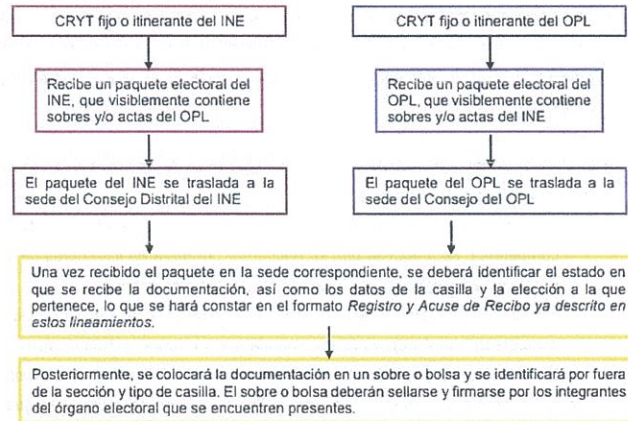 CRYT fijo o itinerante del INE
CRYT fijo o itinerante del OPL
Recibe un paquete electoral del
INE, que visiblemente contiene
sobres y/o actas del OPL
Recibe un paquete electoral del
OPL, que visiblemente contiene
sobres y/o actas del INE
El paquete del INE se traslada a la
sede del Consejo Distrital del INE
El paquete del OPL se traslada a la
sede del Consejo del OPL
Una vez recibido el paquete en la sede correspondiente, se deberá identificar el estado en
que se recibe la documentación, así como los datos de la casilla y la elección a la que
pertenece, lo que se hará constar en el formato Registro y Acuse de Recibo ya descrito en
estos lineamientos.
Posteriormente, se colocará la documentación en un sobre o bolsa y se identificará por fuera
de la sección y tipo de casilla. El sobre o bolsa deberán sellarse y firmarse por los integrantes
del órgano electoral que se encuentren presentes.